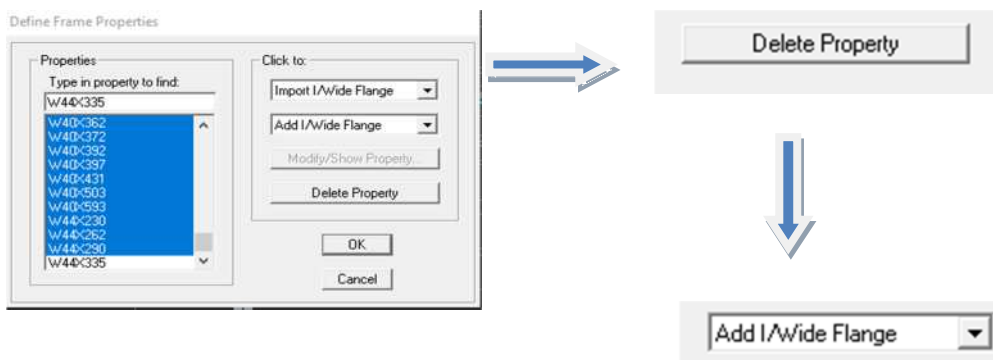 Define Frame Properties
Properties
Type in property to find:
W44X335
W40X362
W40X372
W40X392
W40X397
W40X431
W40X503
W40X593
W44X230
W44X262
W44X290
W44X335
Click to:
Import I/Wide Flange
Add I/Wide Flange
Modify/Show Property...
Delete Property
OK
Cancel
Delete Property
Add I/Wide Flange